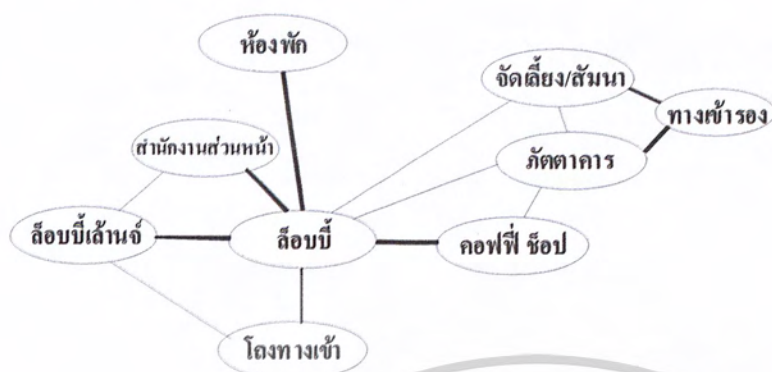 ห้องพัก
จัดเลี้ยง/สัมนา
ทางเข้ารอง
สำนักงานส่วนหน้า
ภัตตาคาร
ล็อบบี้เล้านจ์
ล็อบบี้
คอฟฟี่ ช็อป
โถงทางเข้า